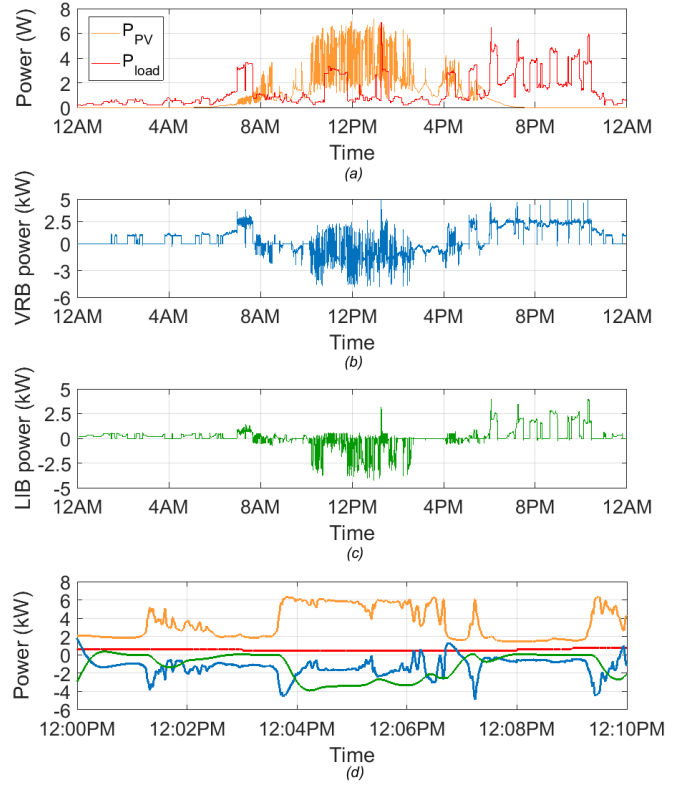 8
6
4
2
0
Power (W)
P_PV
P_load
12AM 4AM 8AM 12PM 4PM 8PM 12AM
Time
(a)
5
2.5
0
-3
-6
VRB power (kW)
12AM 4AM 8AM 12PM 4PM 8PM 12AM
Time
(b)
5
2.5
0
-2.5
-5
LIB power (kW)
12AM 4AM 8AM 12PM 4PM 8PM 12AM
Time
(c)
8
6
4
2
0
-2
-4
-6
Power (kW)
12:00PM 12:02PM 12:04PM 12:06PM 12:08PM 12:10PM
Time
(d)